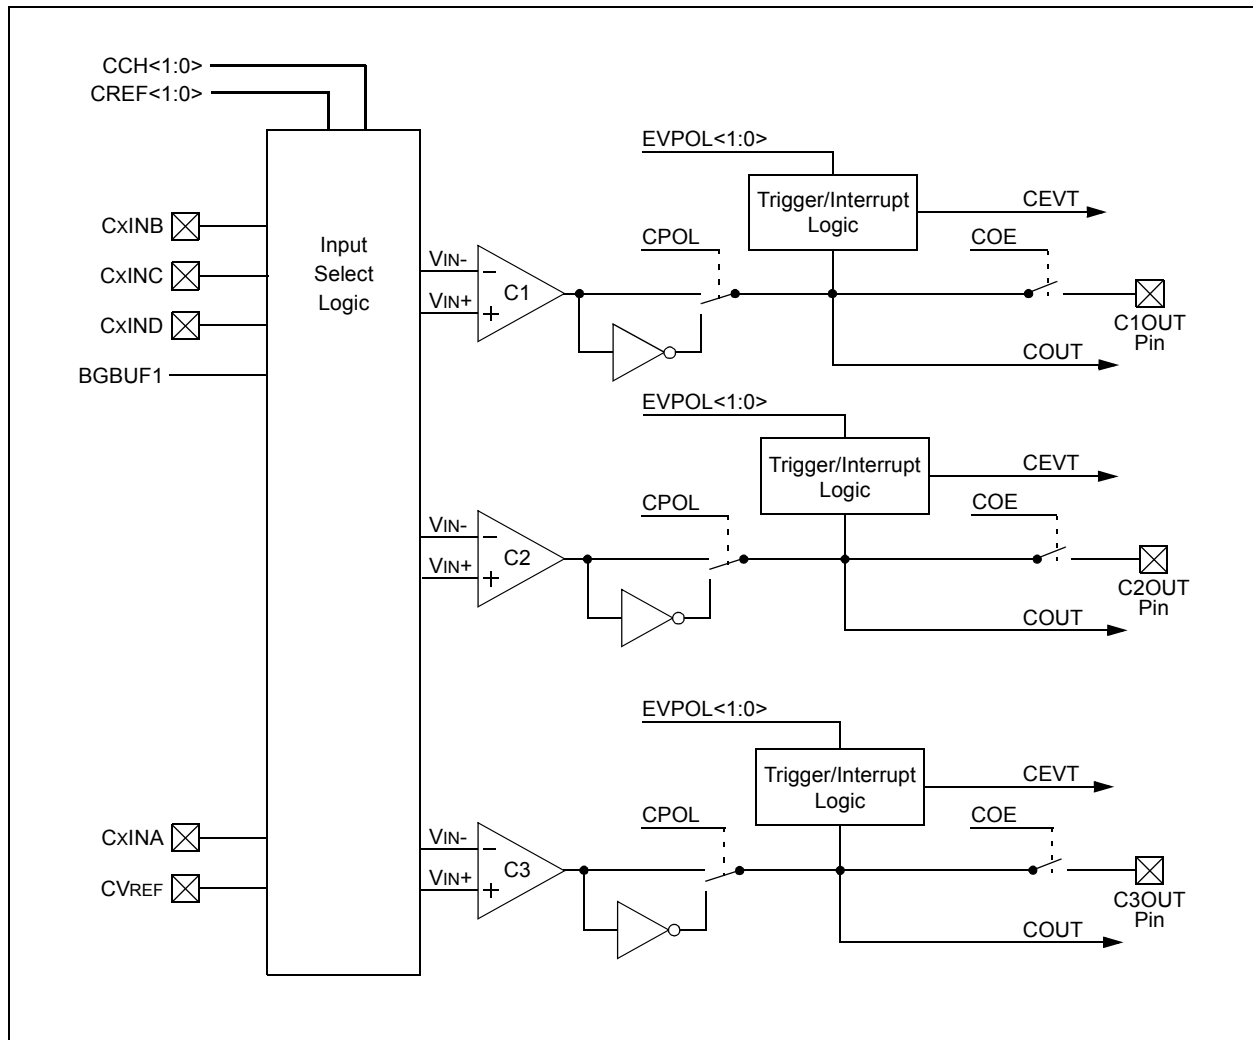 CCH<1:0>
CREF<1:0>
CXINB
CXINC
CXIND
BGBUF1
Input
Select
Logic
CXINA
CVREF
EVPOL<1:0>
Trigger/Interrupt
Logic
CEVT
CPOL
COE
VIN-
VIN+
-
+
C1
C1OUT
Pin
COUT
EVPOL<1:0>
Trigger/Interrupt
Logic
CEVT
CPOL
COE
VIN-
VIN+
-
+
C2
C2OUT
Pin
COUT
EVPOL<1:0>
Trigger/Interrupt
Logic
CEVT
CPOL
COE
VIN-
VIN+
-
+
C3
C3OUT
Pin
COUT